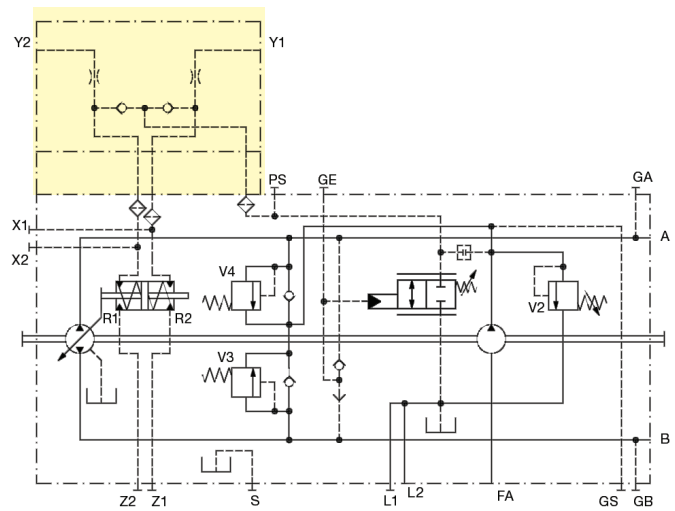 Y2 Y1
PS GE GA
X1
X2
A
V4
R1 R2
V2
V3
B
Z2 Z1 S L1 L2 FA GS GB